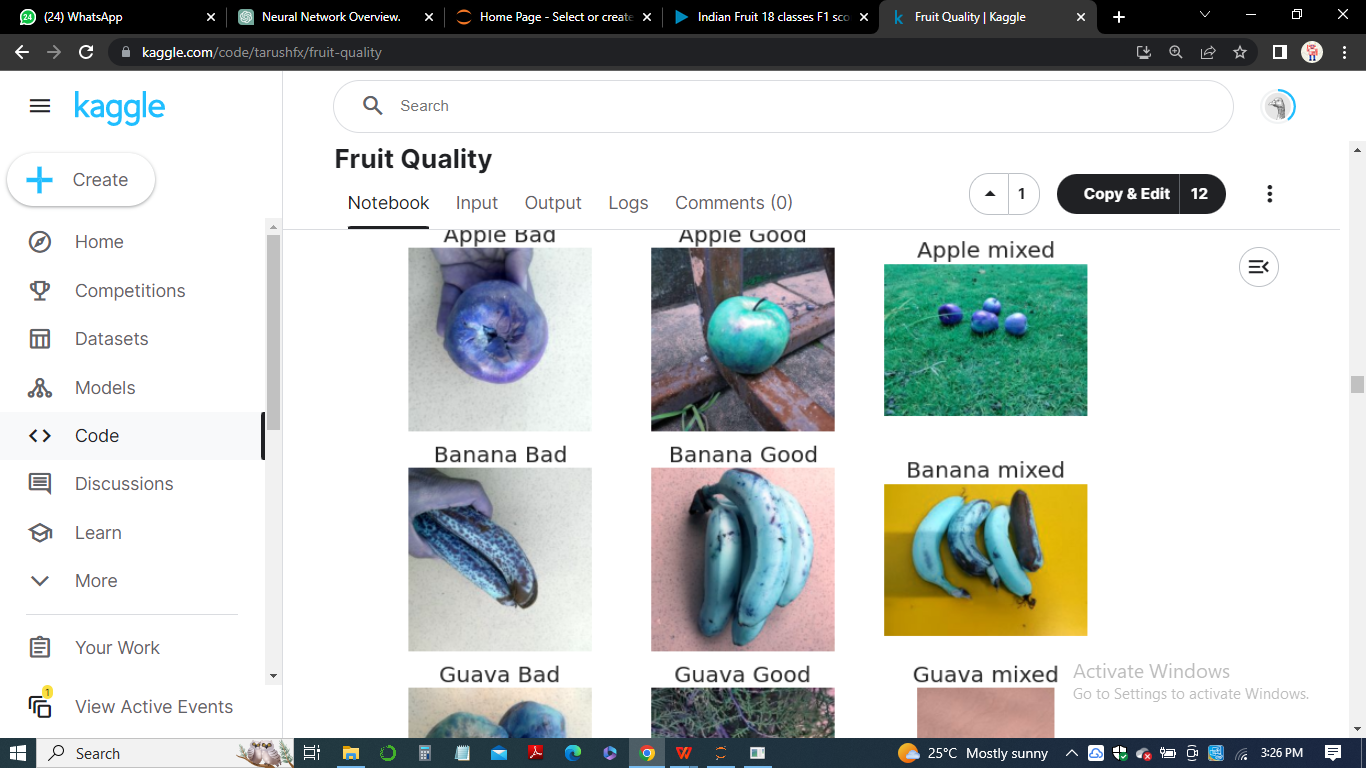 (24) WhatsApp
Neural Network Overview.
Home Page - Select or create
Indian Fruit 18 classes F1 sco
Fruit Quality | Kaggle
kaggle.com/code/tarushfx/fruit-quality
kaggle
Search
Create
Fruit Quality
1
Copy & Edit 12
Notebook Input Output Logs Comments (0)
Home
Competitions
Datasets
Models
Code
Discussions
Learn
More
Your Work
1
View Active Events
Apple Bad Apple Good Apple mixed
Banana Bad Banana Good Banana mixed
Guava Bad Guava Good Guava mixed
Activate Windows
Go to Settings to activate Windows.
Search
25°C Mostly sunny
3:26 PM